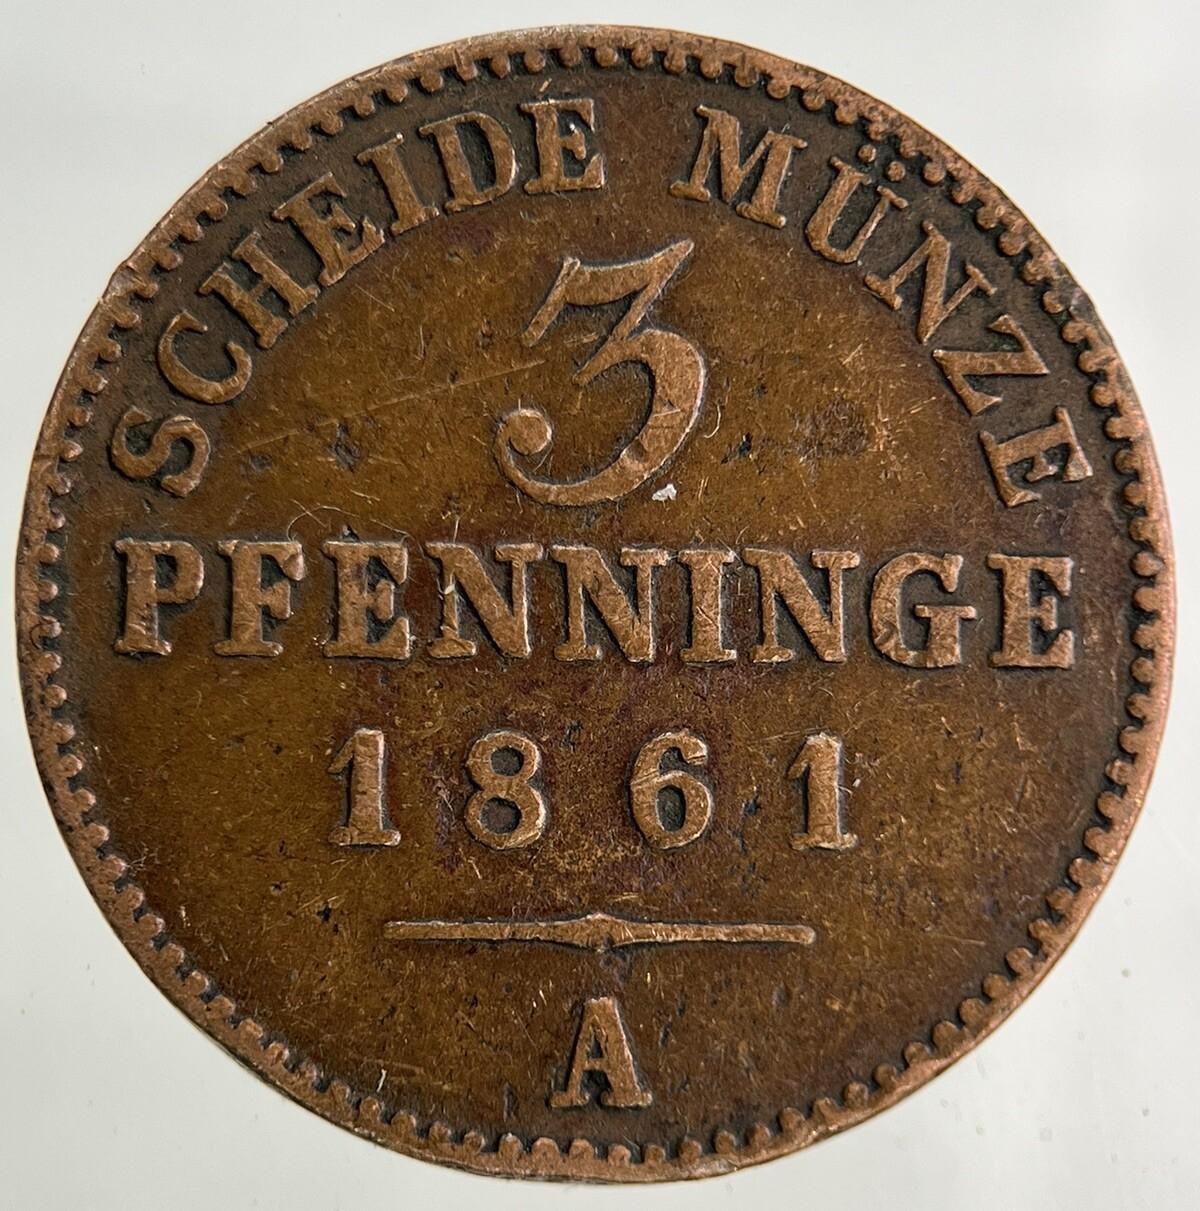 SCHEIDE MÜNZE
3
PFENNINGE
1861
A